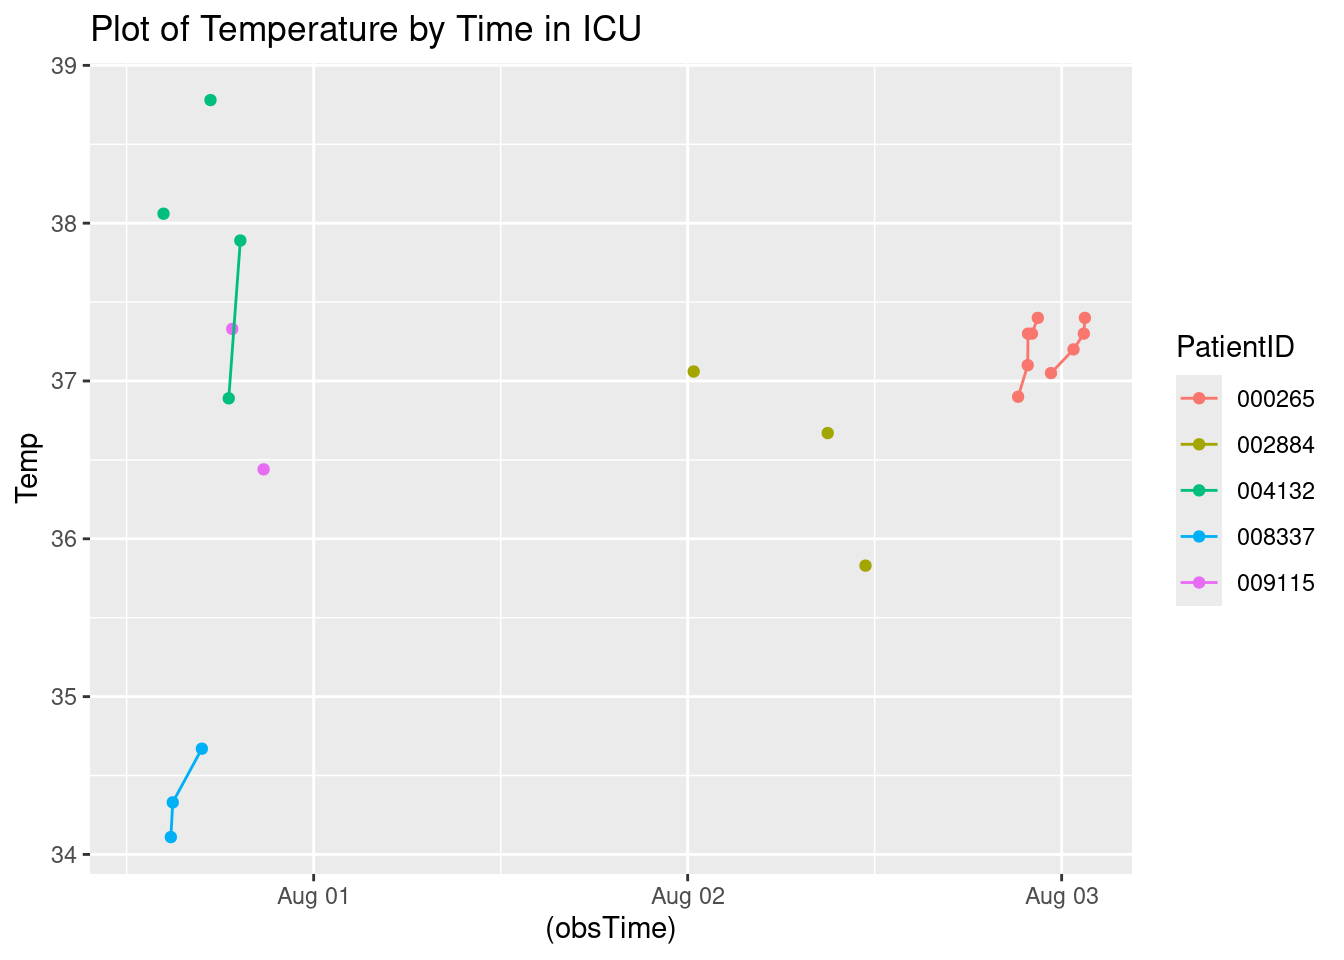 Plot of Temperature by Time in ICU
39
38
37
36
35
34
Temp
Aug 01
Aug 02
Aug 03
(obsTime)
PatientID
000265
002884
004132
008337
009115